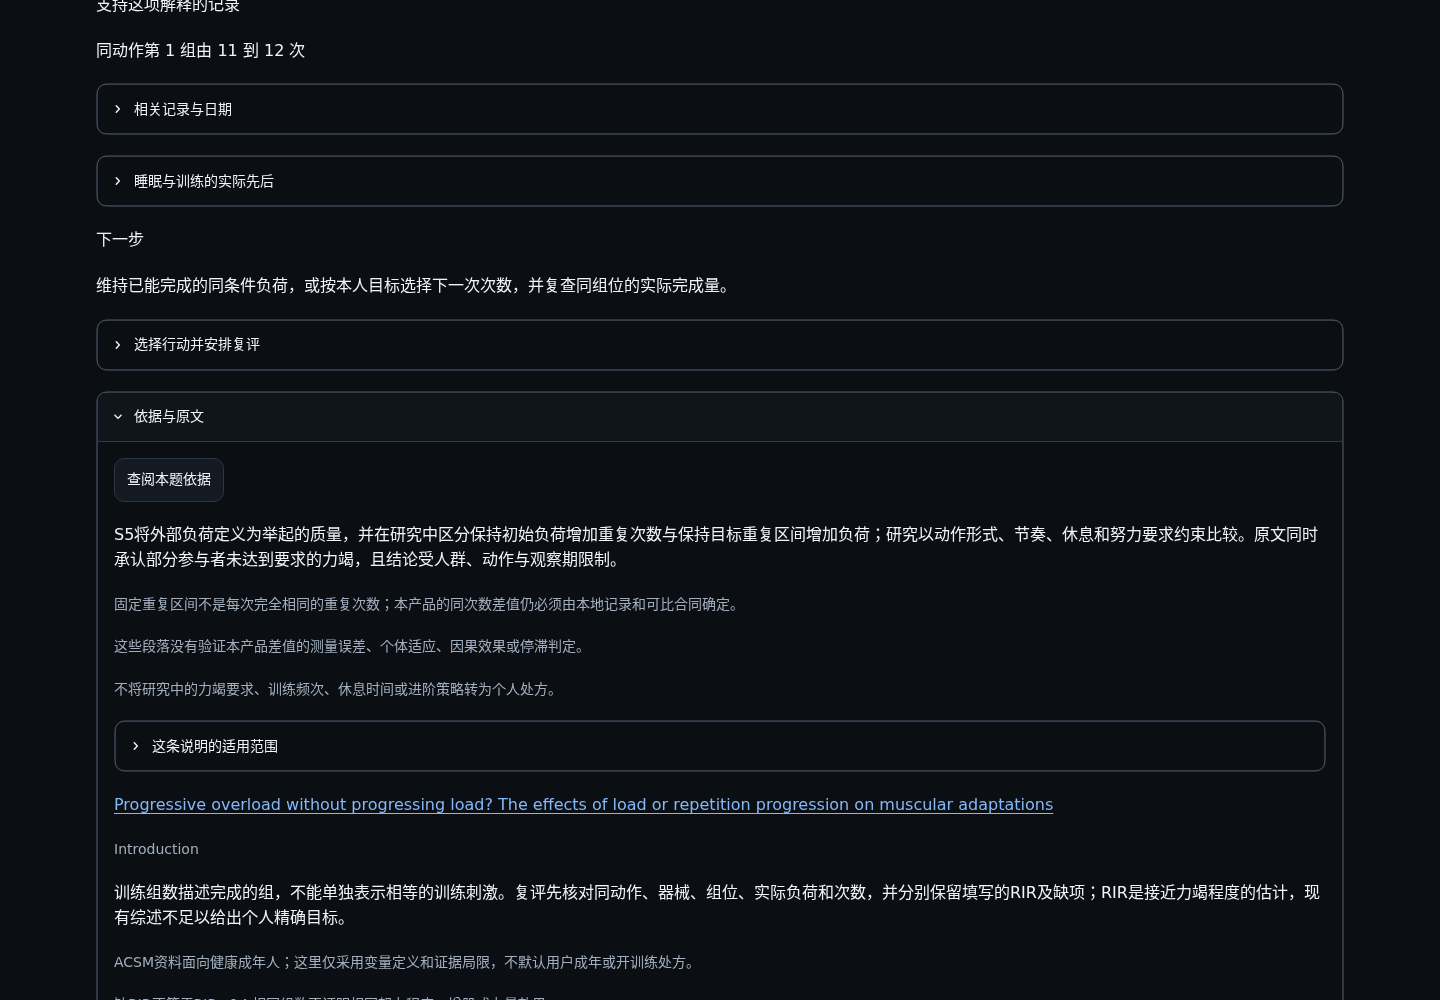 支持这项解释的记录
同动作第 1 组由 11 到 12 次
相关记录与日期
睡眠与训练的实际先后
下一步
维持已能完成的同条件负荷，或按本人目标选择下一次次数，并复查同组位的实际完成量。
选择行动并安排复评
依据与原文
查阅本题依据
S5将外部负荷定义为举起的质量，并在研究中区分保持初始负荷增加重复次数与保持目标重复区间增加负荷；研究以动作形式、节奏、休息和努力要求约束比较。原文同时
承认部分参与者未达到要求的力竭，且结论受人群、动作与观察期限制。
固定重复区间不是每次完全相同的重复次数；本产品的同次数差值仍必须由本地记录和可比合同确定。
这些段落没有验证本产品差值的测量误差、个体适应、因果效果或停滞判定。
不将研究中的力竭要求、训练频次、休息时间或进阶策略转为个人处方。
这条说明的适用范围
Progressive overload without progressing load? The effects of load or repetition progression on muscular adaptations
Introduction
训练组数描述完成的组，不能单独表示相等的训练刺激。复评先核对同动作、器械、组位、实际负荷和次数，并分别保留填写的RIR及缺项；RIR是接近力竭程度的估计，现
有综述不足以给出个人精确目标。
ACSM资料面向健康成年人；这里仅采用变量定义和证据局限，不默认用户成年或开训练处方。